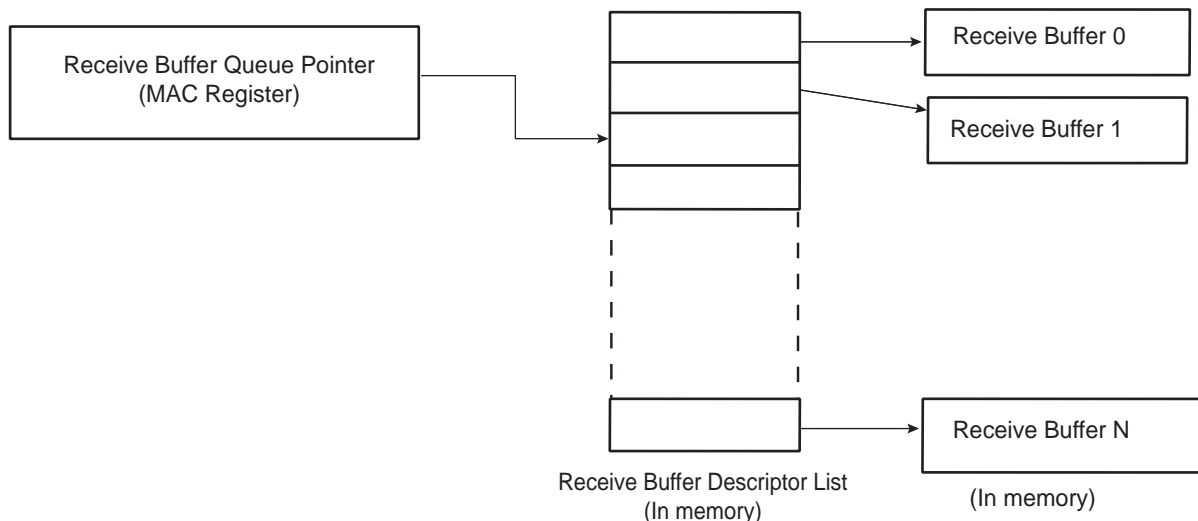 Receive Buffer Queue Pointer
(MAC Register)
Receive Buffer 0
Receive Buffer 1
Receive Buffer N
Receive Buffer Descriptor List
(In memory)
(In memory)